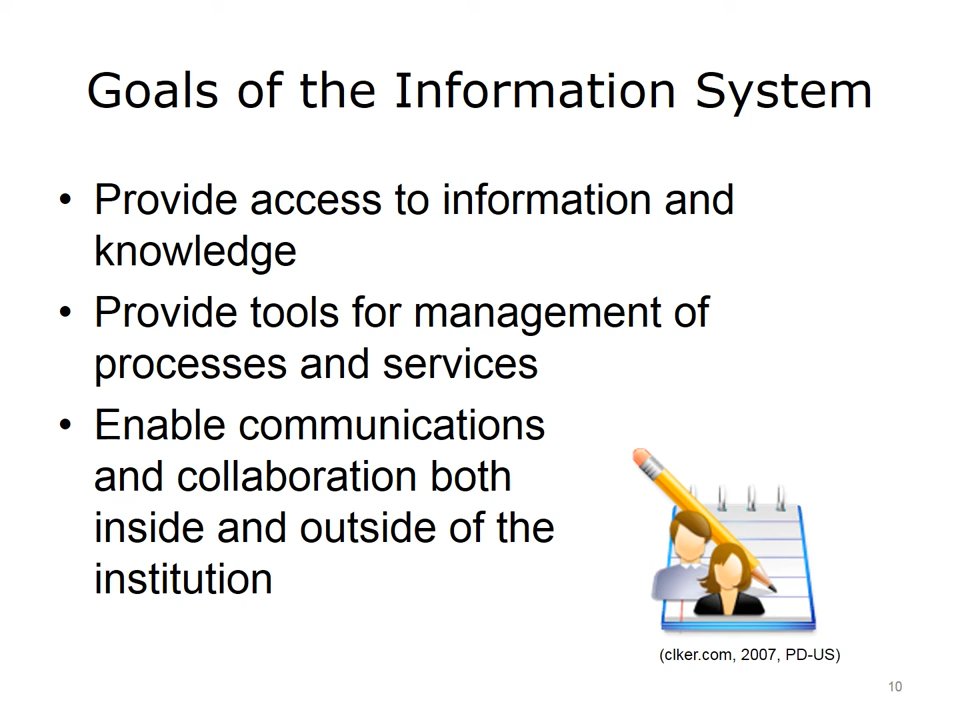 Goals of the Information System
• Provide access to information and
knowledge
• Provide tools for management of
processes and services
• Enable communications
and collaboration both
inside and outside of the
institution
(clker.com, 2007, PD-US)
10